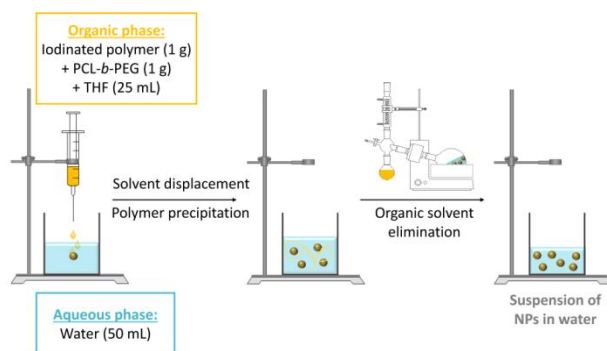 Organic phase:
Iodinated polymer (1 g)
+ PCL-b-PEG (1 g)
+ THF (25 mL)
Solvent displacement
Polymer precipitation
Organic solvent
elimination
Aqueous phase:
Water (50 mL)
Suspension of
NPs in water